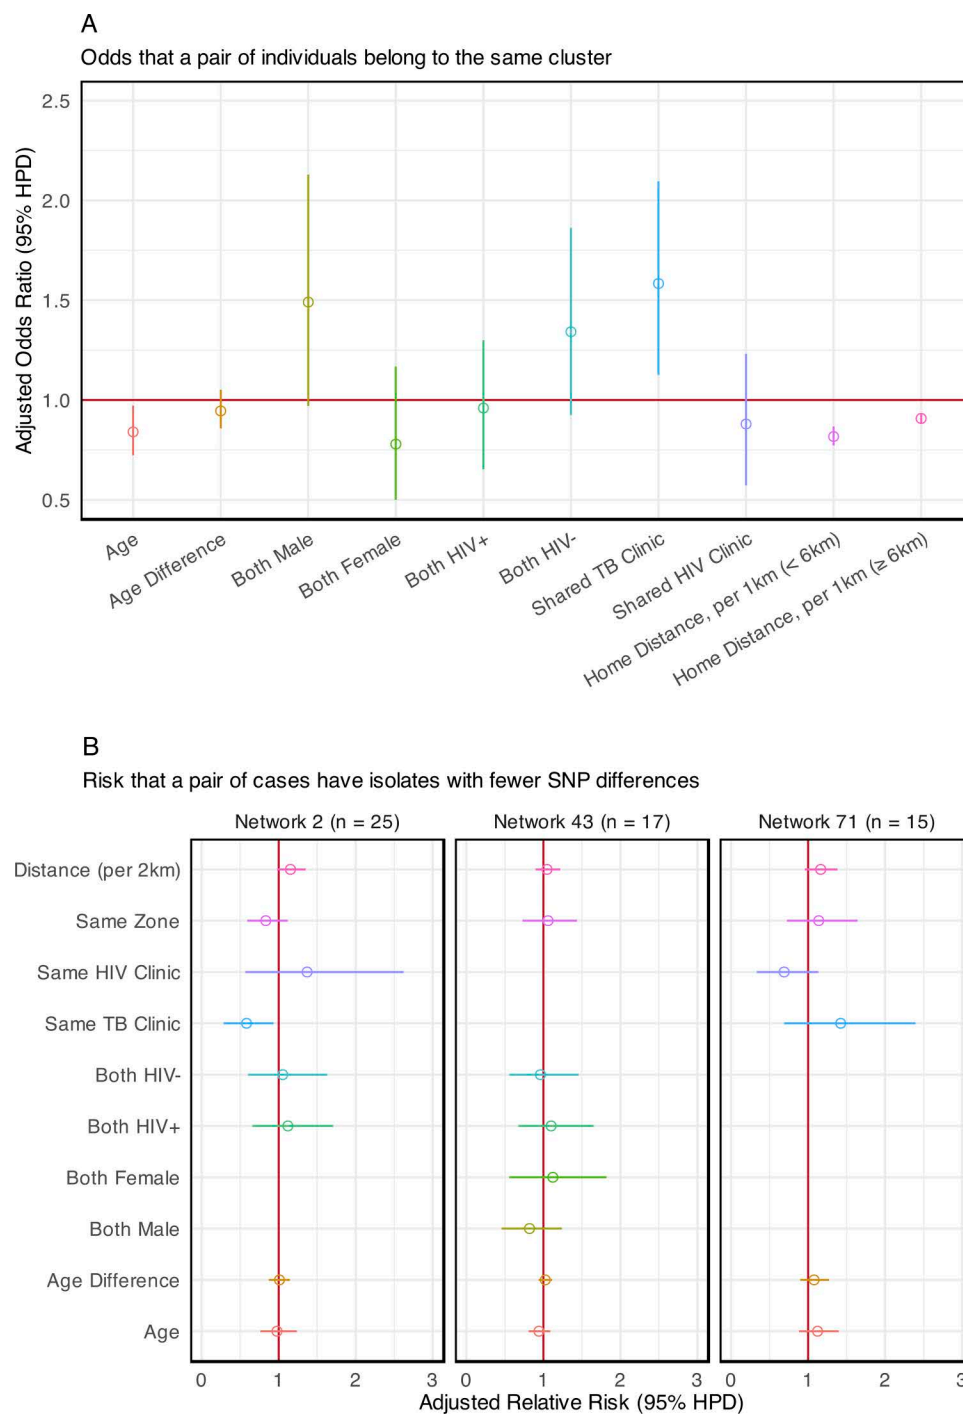 A
Odds that a pair of individuals belong to the same cluster
Adjusted Odds Ratio (95% HPD)
2.5
2.0
1.5
1.0
0.5
Age
Age Difference
Both Male
Both Female
Both HIV+
Both HIV-
Shared TB Clinic
Shared HIV Clinic
Home Distance, per 1km (< 6km)
Home Distance, per 1km (≥ 6km)
B
Risk that a pair of cases have isolates with fewer SNP differences
Network 2 (n = 25)
Network 43 (n = 17)
Network 71 (n = 15)
Distance (per 2km)
Same Zone
Same HIV Clinic
Same TB Clinic
Both HIV-
Both HIV+
Both Female
Both Male
Age Difference
Age
0 1 2 3 0 1 2 3 0 1 2 3
Adjusted Relative Risk (95% HPD)